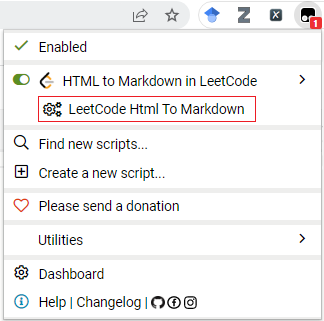 1
Enabled
HTML to Markdown in LeetCode
LeetCode Html To Markdown
Find new scripts...
Create a new script...
Please send a donation
Utilities
Dashboard
Help | Changelog |